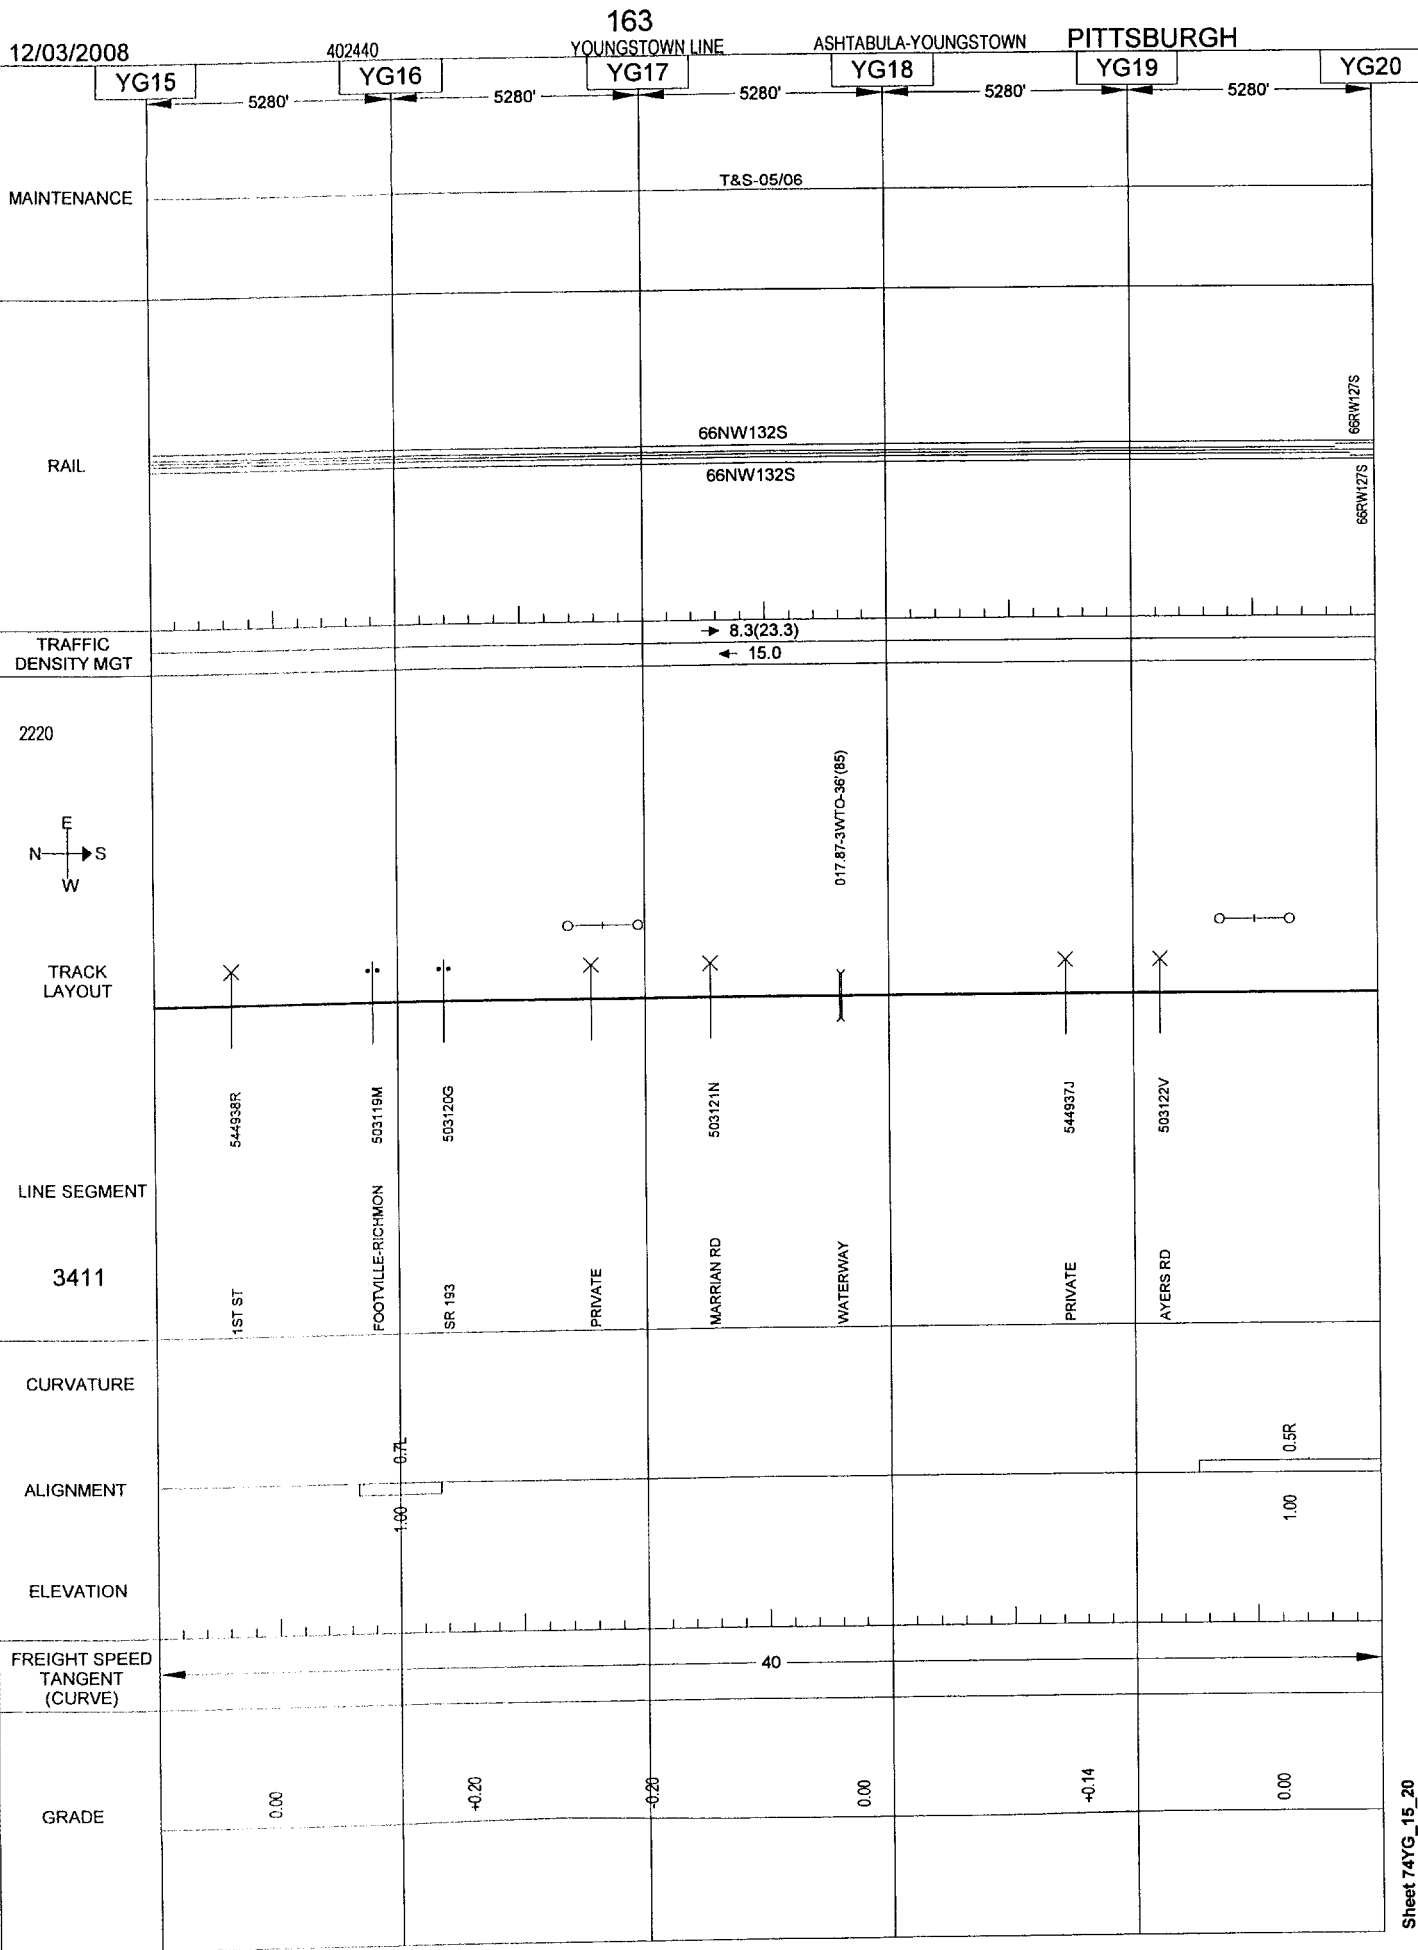 163
12/03/2008
402440
YOUNGSTOWN LINE
ASHTABULA-YOUNGSTOWN
PITTSBURGH
YG15
YG16
YG17
YG18
YG19
YG20
5280'
5280'
5280'
5280'
5280'
MAINTENANCE
T&S-05/06
RAIL
66NW132S
66NW132S
66RW127S
66RW127S
TRAFFIC
DENSITY MGT
8.3(23.3)
15.0
2220
N
E
S
W
017.87-3WTO-36'(85)
TRACK
LAYOUT
544938R
503119M
503120G
503121N
544937J
503122V
LINE SEGMENT
3411
1ST ST
FOOTVILLE-RICHMON
SR 193
PRIVATE
MARRIAN RD
WATERWAY
PRIVATE
AYERS RD
CURVATURE
0.7L
0.5R
ALIGNMENT
1.00
1.00
ELEVATION
FREIGHT SPEED
TANGENT
(CURVE)
40
GRADE
0.00
+0.20
-0.20
0.00
+0.14
0.00
Sheet 74YG_15_20